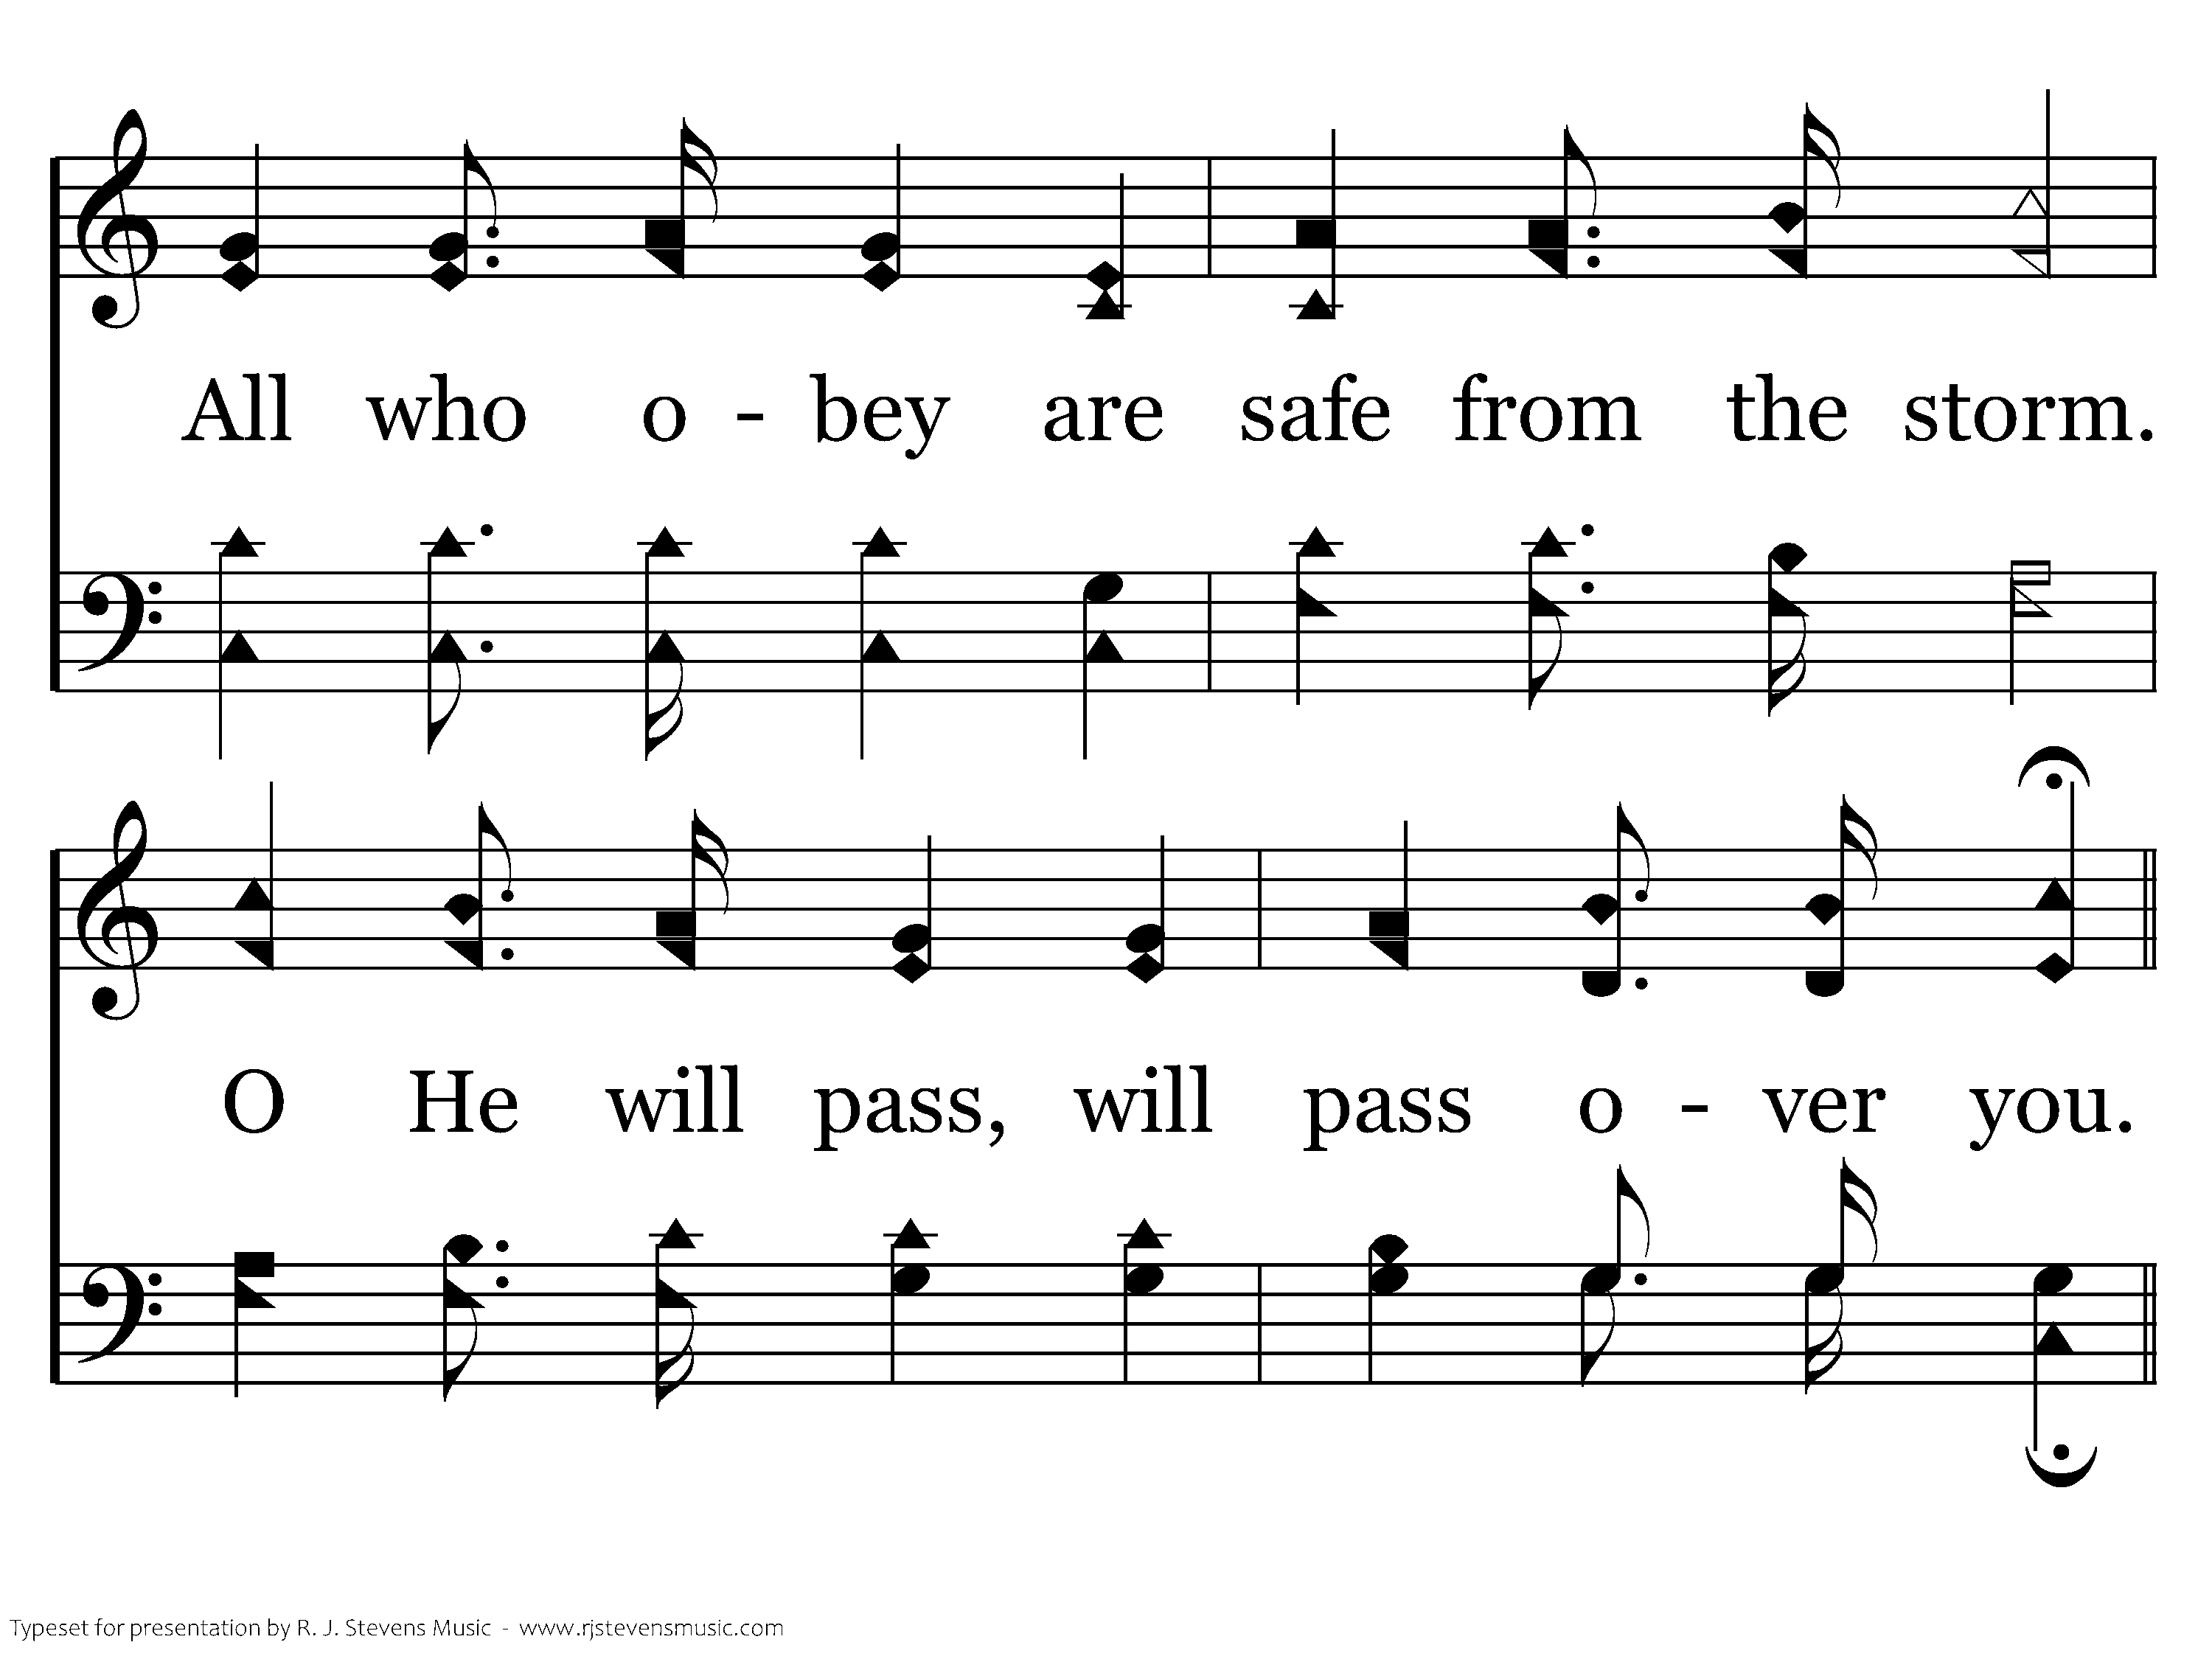 All who o - bey are safe from the storm.
O He will pass, will pass o - ver you.
Typeset for presentation by R. J. Stevens Music - www.rjstevensmusic.com